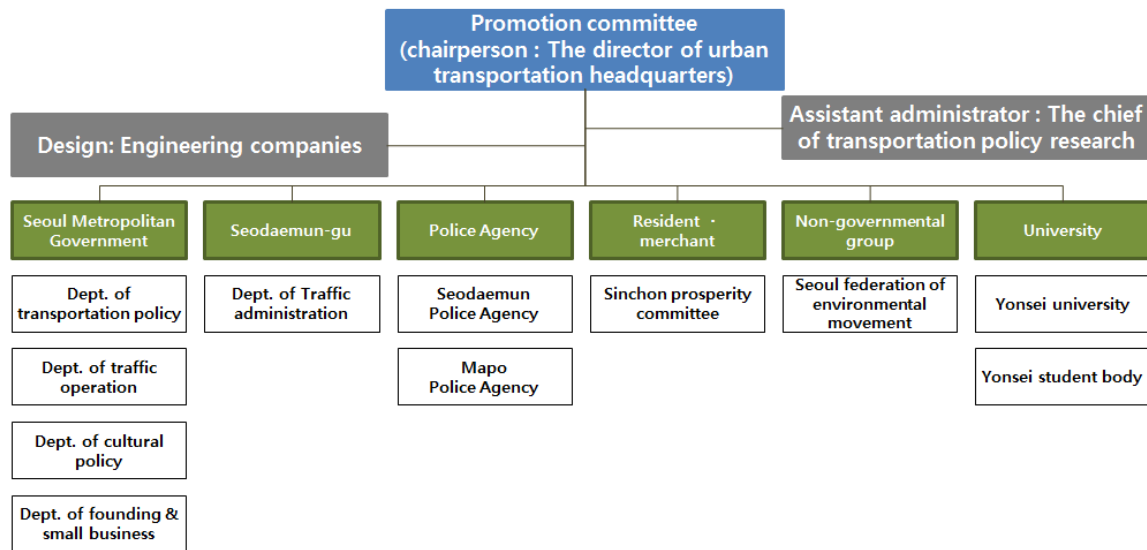 Promotion committee
(chairperson : The director of urban
transportation headquarters)
Design: Engineering companies
Assistant administrator : The chief
of transportation policy research
Seoul Metropolitan
Government
Seodaemun-gu
Police Agency
Resident ·
merchant
Non-governmental
group
University
Dept. of
transportation policy
Dept. of Traffic
administration
Seodaemun
Police Agency
Sinchon prosperity
committee
Seoul federation of
environmental
movement
Yonsei university
Dept. of traffic
operation
Mapo
Police Agency
Yonsei student body
Dept. of cultural
policy
Dept. of founding &
small business